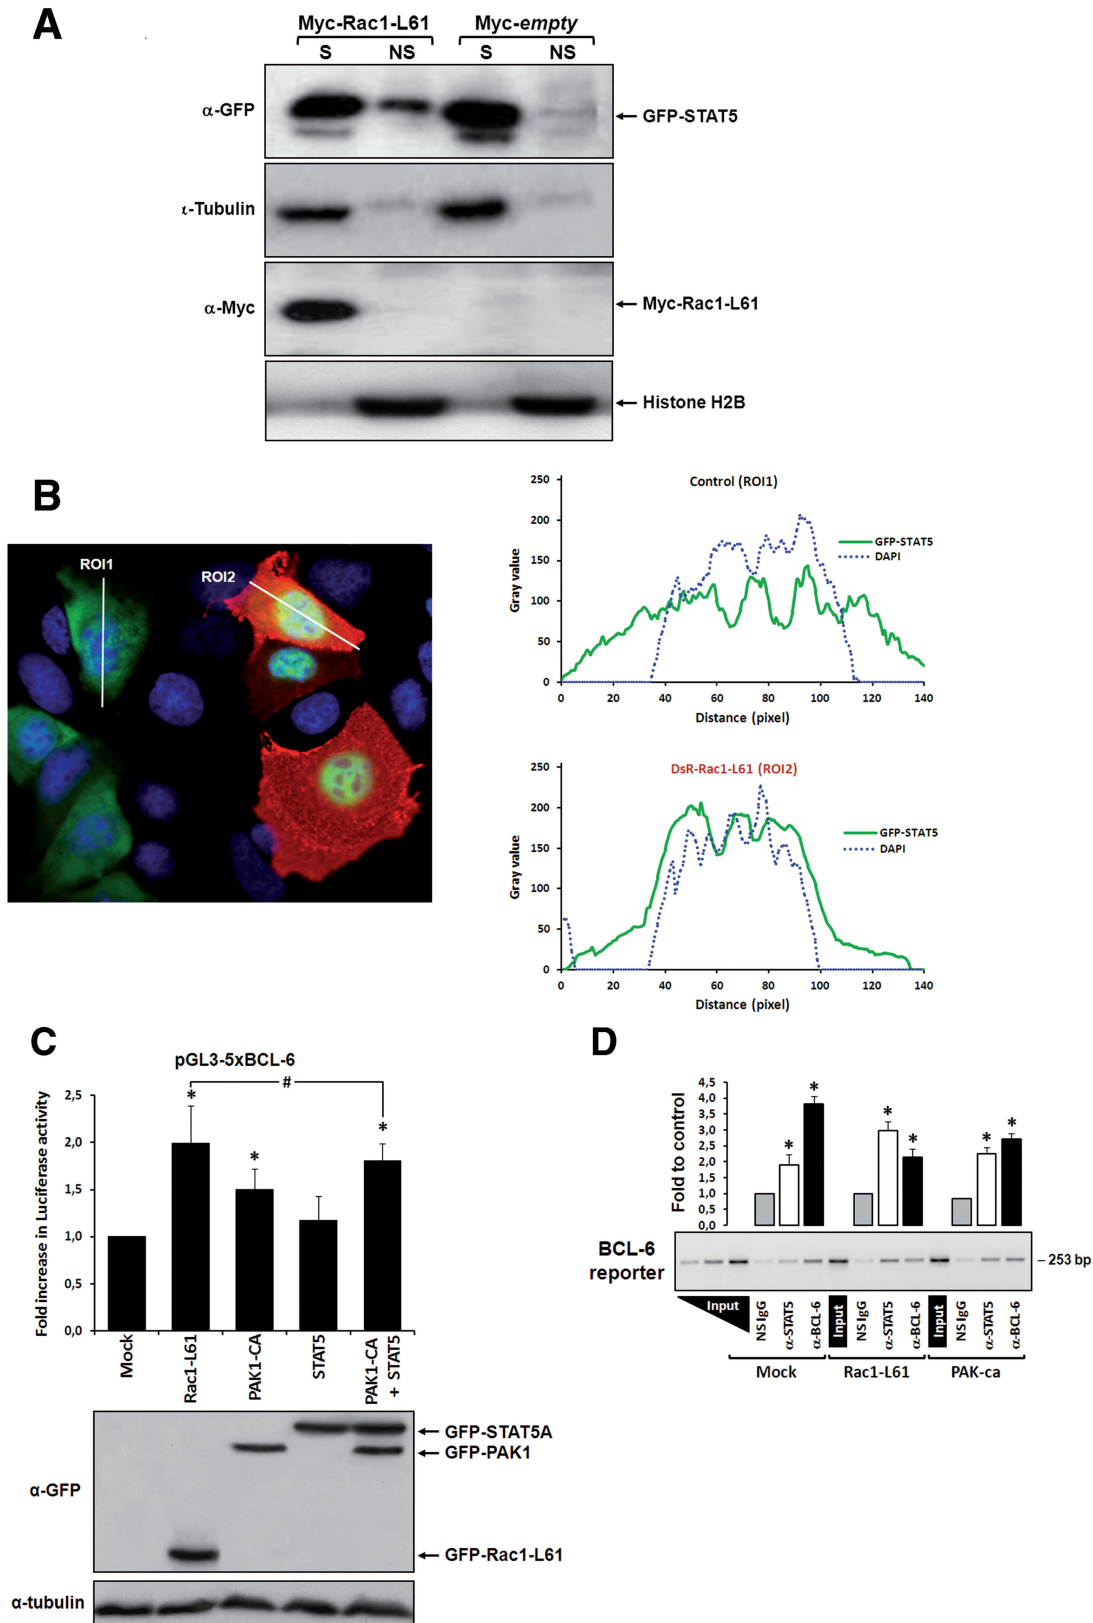 A
Myc-Rac1-L61 Myc-empty
S NS S NS
α-GFP
GFP-STAT5
α-Tubulin
α-Myc
Myc-Rac1-L61
Histone H2B
B
ROI1
ROI2
Control (ROI1)
250
200
150
100
50
0
Gray value
GFP-STAT5
DAPI
0 20 40 60 80 100 120 140
Distance (pixel)
DsR-Rac1-L61 (ROI2)
250
200
150
100
50
0
Gray value
GFP-STAT5
DAPI
0 20 40 60 80 100 120 140
Distance (pixel)
C
pGL3-5xBCL-6
#
* * *
Fold increase in Luciferase activity
2,5
2,0
1,5
1,0
0,5
0,0
Mock
Rac1-L61
PAK1-CA
STAT5
PAK1-CA
+ STAT5
GFP-STAT5A
GFP-PAK1
α-GFP
GFP-Rac1-L61
α-tubulin
D
Fold to control
4,5
4,0
3,5
3,0
2,5
2,0
1,5
1,0
0,5
0,0
* * * * * *
BCL-6
reporter
253 bp
Input
NS IgG
α-STAT5
α-BCL-6
Input
NS IgG
α-STAT5
α-BCL-6
Input
NS IgG
α-STAT5
α-BCL-6
Mock Rac1-L61 PAK-ca